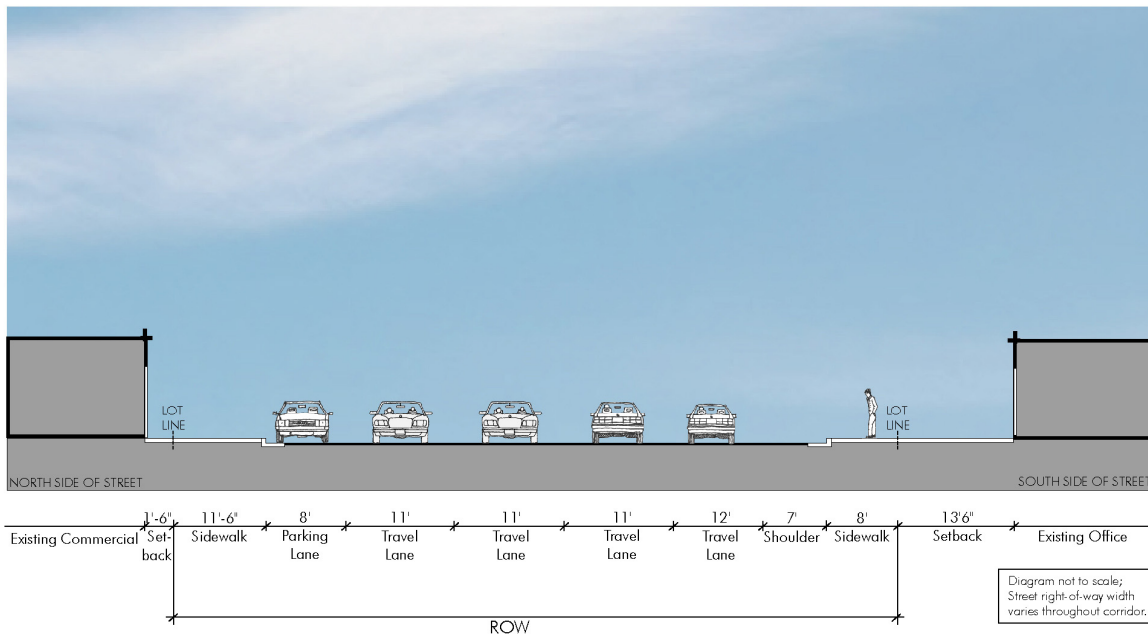 LOT
LINE
LOT
LINE
NORTH SIDE OF STREET
SOUTH SIDE OF STREET
1'-6"
11'-6"
8'
11'
11'
11'
12'
7'
8'
13'6"
Existing Commercial
Set-
back
Sidewalk
Parking
Lane
Travel
Lane
Travel
Lane
Travel
Lane
Travel
Lane
Shoulder
Sidewalk
Setback
Existing Office
Diagram not to scale;
Street right-of-way width
varies throughout corridor.
ROW